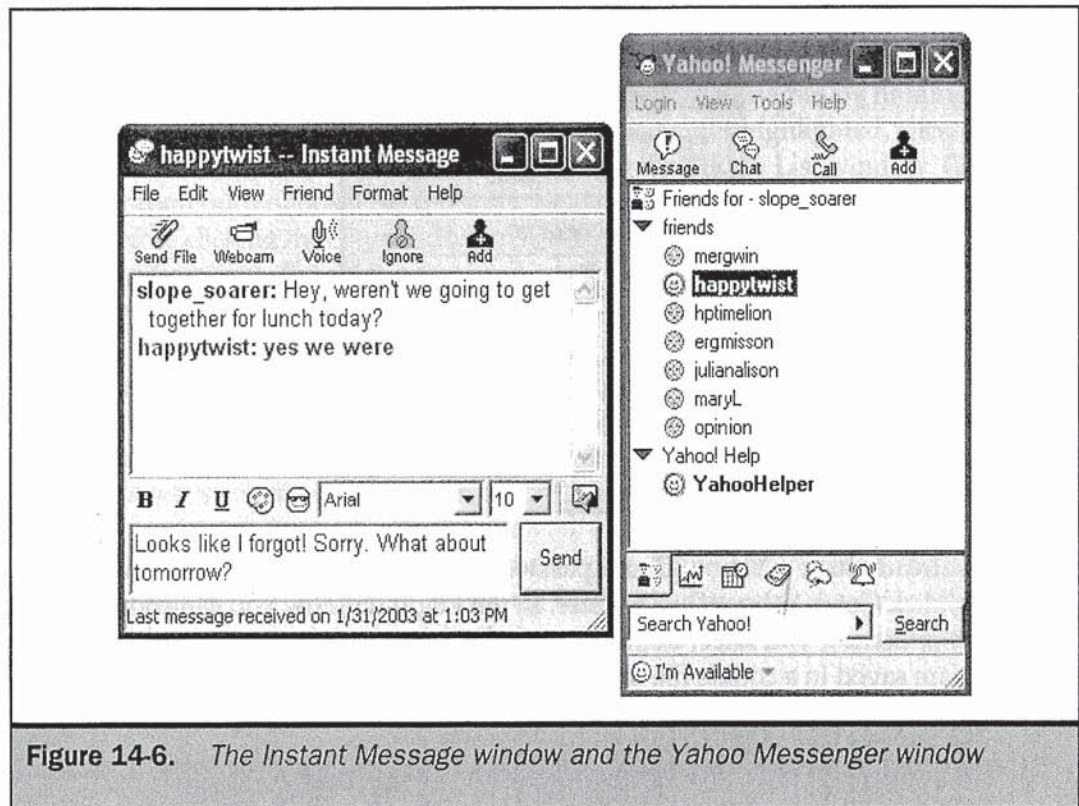 happytwist -- Instant Message
File Edit View Friend Format Help
Send File Webcam Voice Ignore Add
slope_soarer: Hey, weren't we going to get
together for lunch today?
happytwist: yes we were
B I U Arial 10
Looks like I forgot! Sorry. What about
tomorrow?
Send
Last message received on 1/31/2003 at 1:03 PM
Yahoo! Messenger
Login View Tools Help
Message Chat Call Add
Friends for - slope_soarer
friends
mergwin
happytwist
hptimelion
ergmisson
julianalison
maryL
opinion
Yahoo! Help
YahooHelper
Search Yahoo! Search
I'm Available
Figure 14-6. The Instant Message window and the Yahoo Messenger window